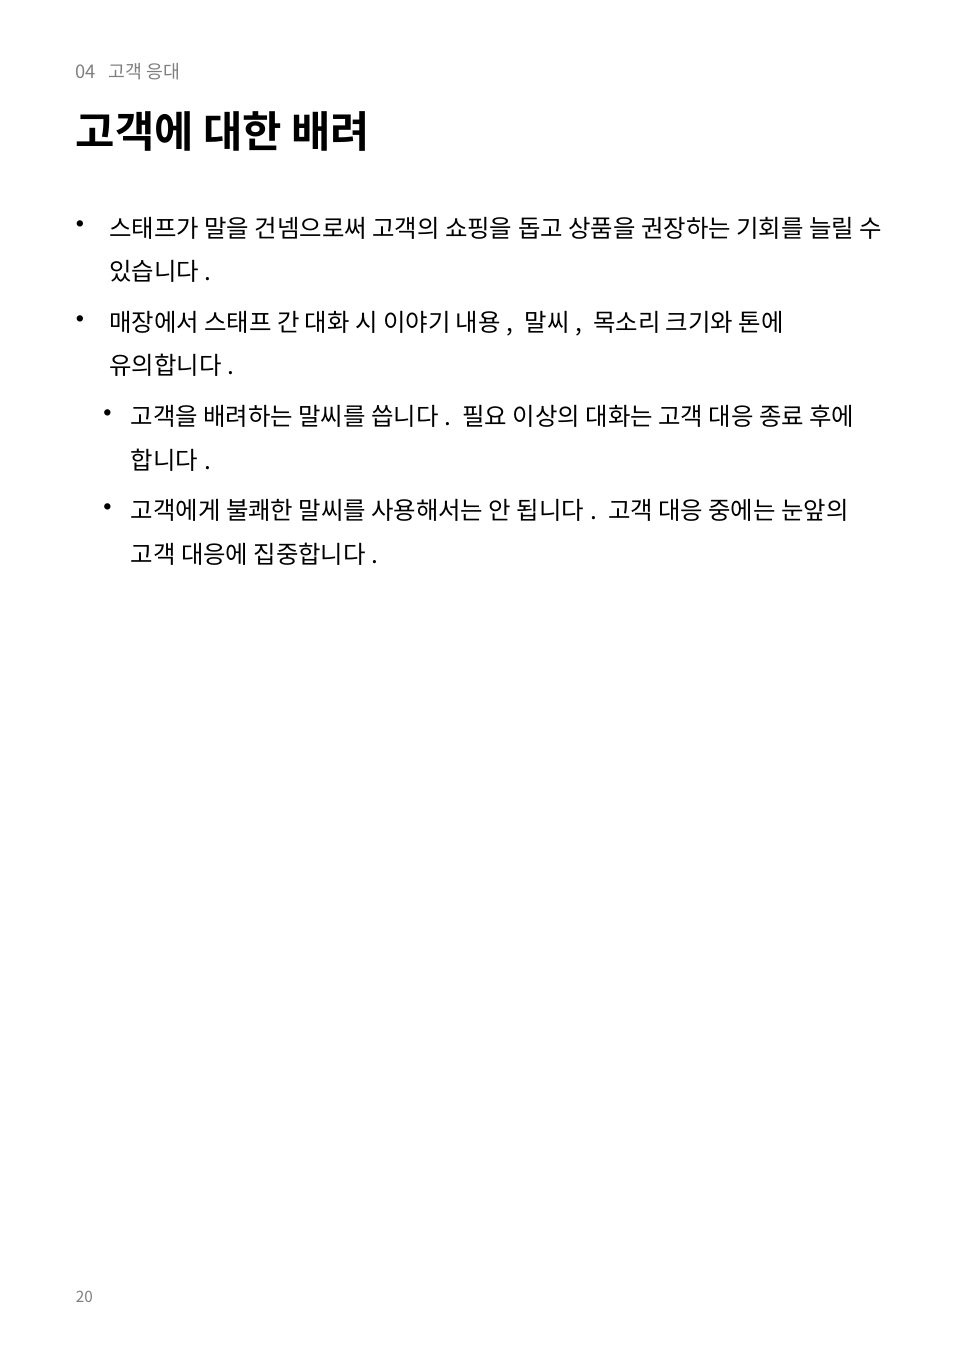 04 고객 응대
고객에 대한 배려
• 스태프가 말을 건넴으로써 고객의 쇼핑을 돕고 상품을 권장하는 기회를 늘릴 수
있습니다 .
• 매장에서 스태프 간 대화 시 이야기 내용 , 말씨 , 목소리 크기와 톤에
유의합니다 .
• 고객을 배려하는 말씨를 씁니다 . 필요 이상의 대화는 고객 대응 종료 후에
합니다 .
• 고객에게 불쾌한 말씨를 사용해서는 안 됩니다 . 고객 대응 중에는 눈앞의
고객 대응에 집중합니다 .
20